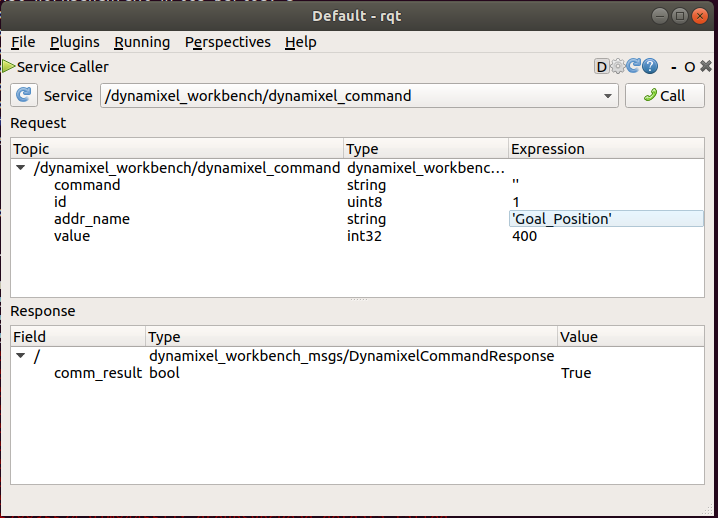 Default - rqt
File Plugins Running Perspectives Help
Service Caller D - O
Service /dynamixel_workbench/dynamixel_command Call
Request
Topic Type Expression
/dynamixel_workbench/dynamixel_command dynamixel_workbenc...
command string ''
id uint8 1
addr_name string 'Goal_Position'
value int32 400
Response
Field Type Value
/ dynamixel_workbench_msgs/DynamixelCommandResponse
comm_result bool True